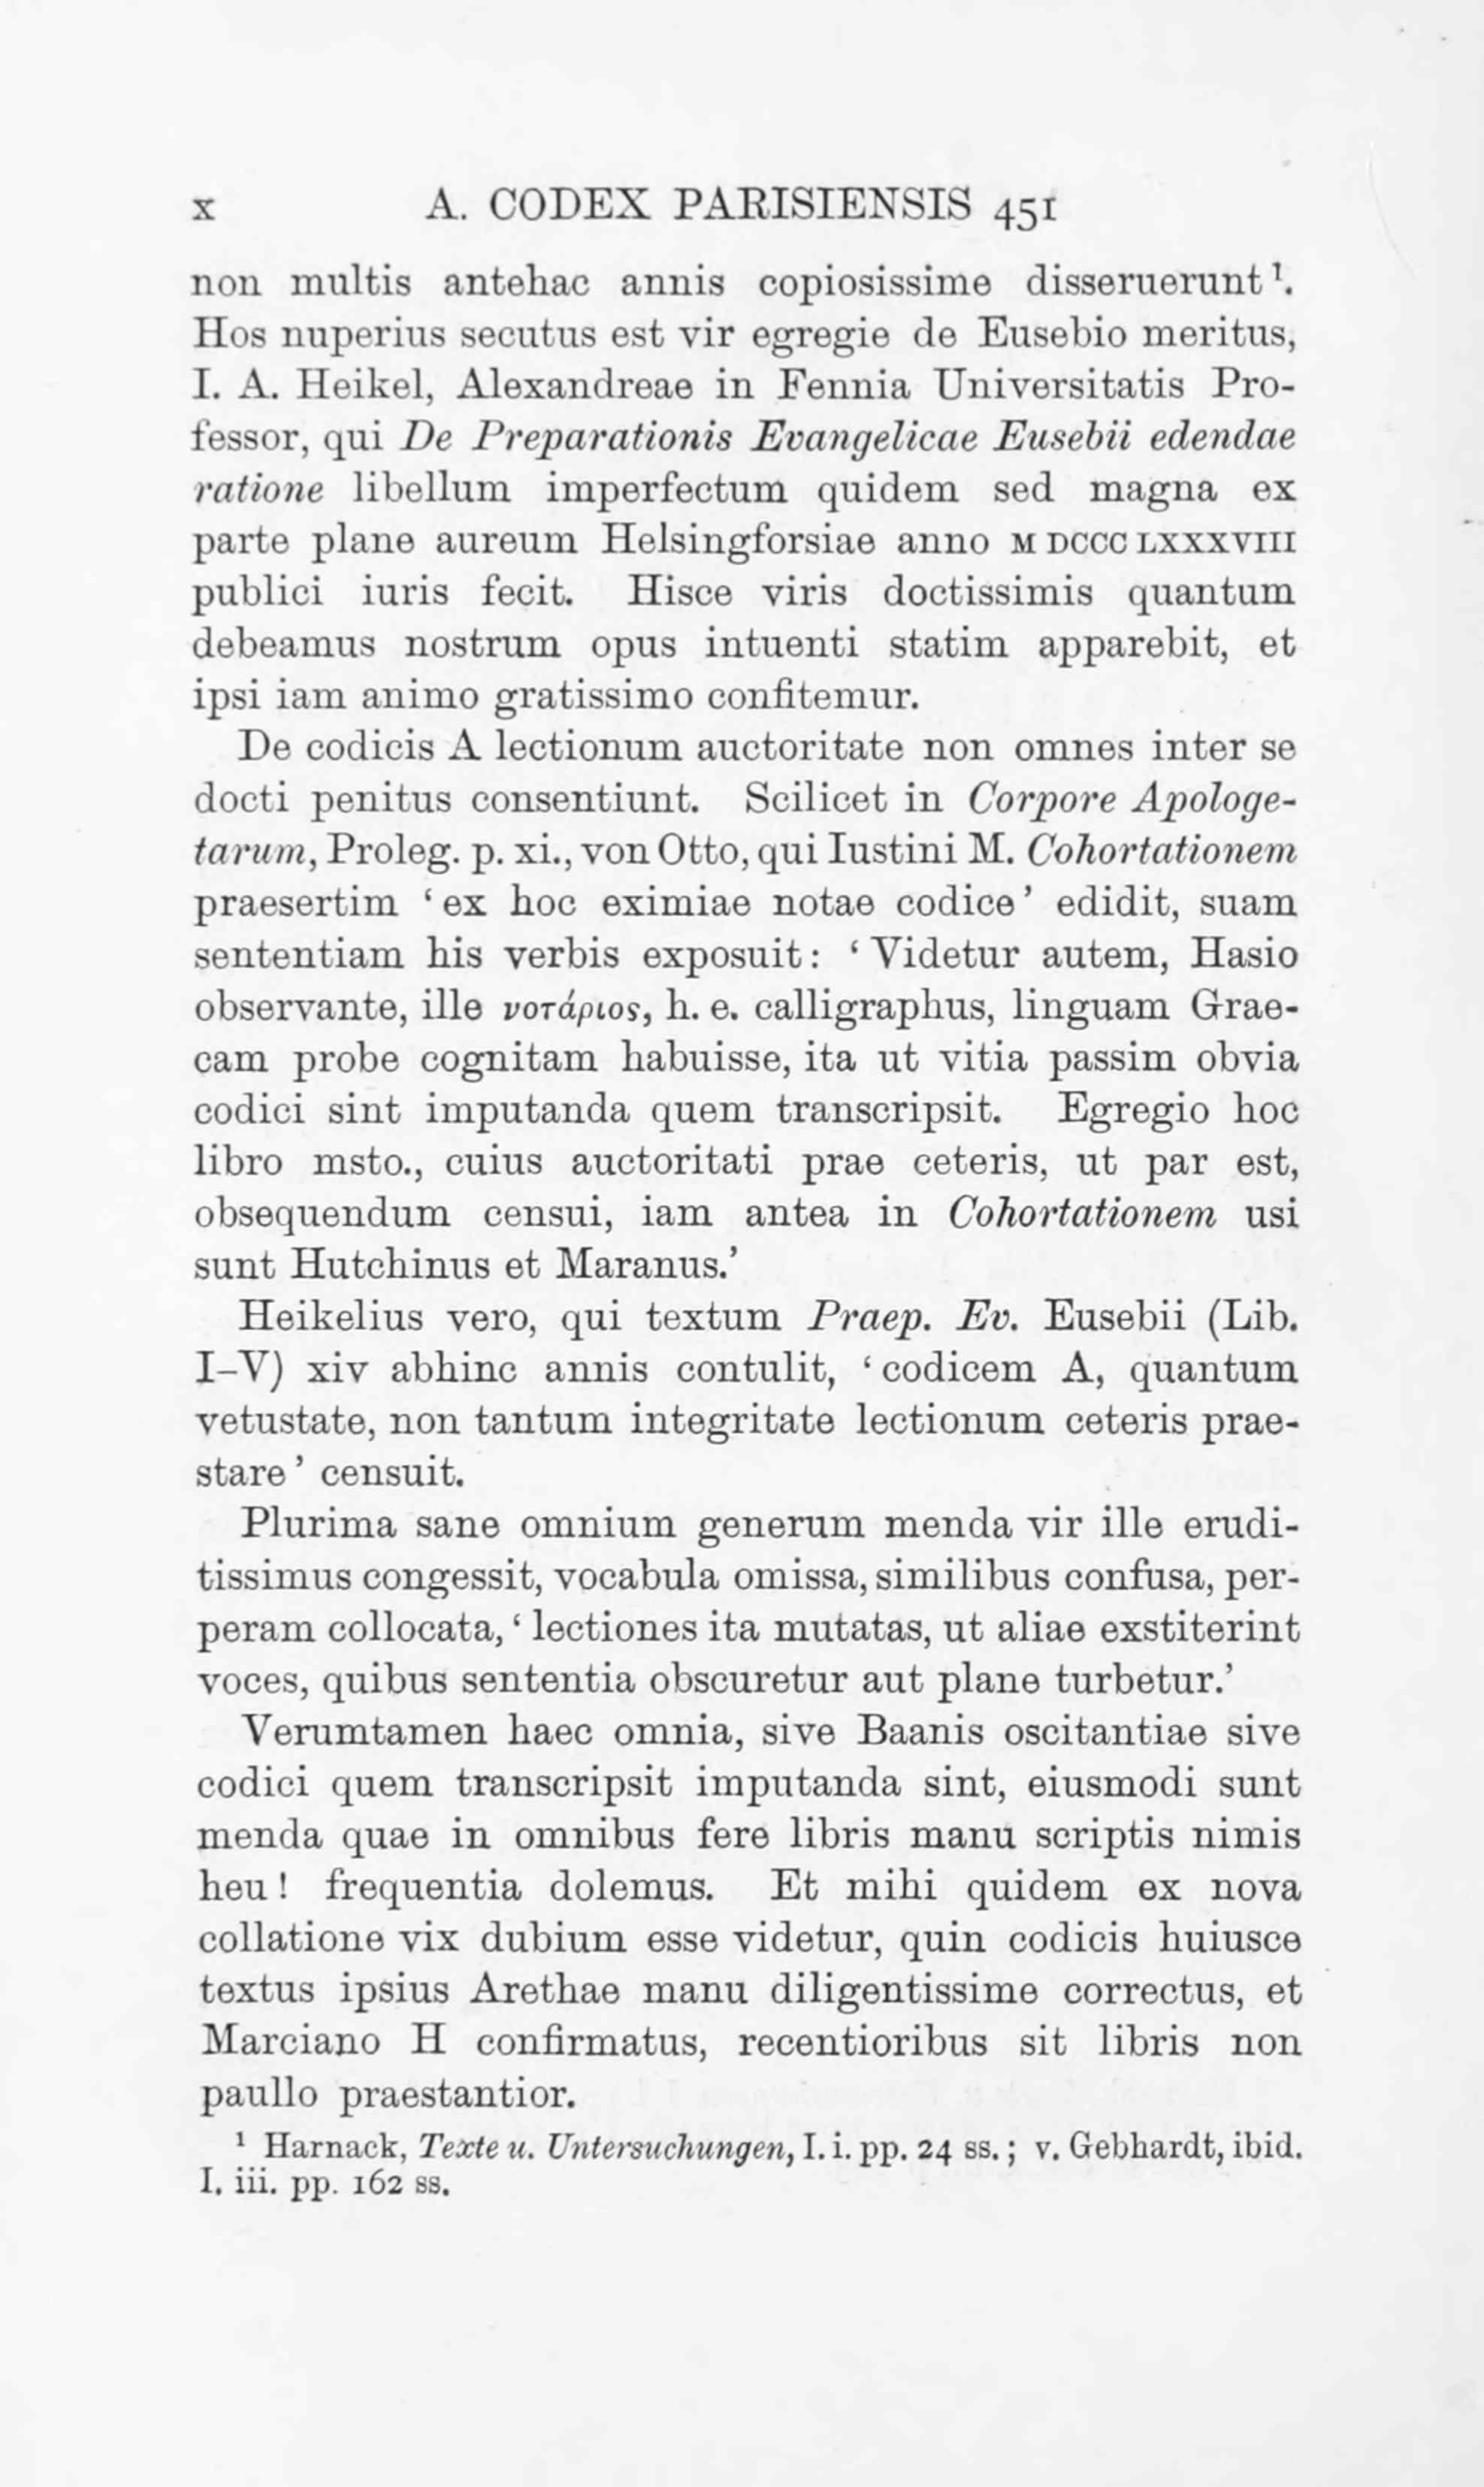 x A. CODEX PARISIENSIS 451
non multis antehac annis copiosissime disseruerunt¹.
Hos nuperius secutus est vir egregie de Eusebio meritus,
I. A. Heikel, Alexandreae in Fennia Universitatis Pro-
fessor, qui De Preparationis Evangelicae Eusebii edendae
ratione libellum imperfectum quidem sed magna ex
parte plane aureum Helsingforsiae anno M DCCC LXXXVIII
publici iuris fecit. Hisce viris doctissimis quantum
debeamus nostrum opus intuenti statim apparebit, et
ipsi iam animo gratissimo confitemur.
De codicis A lectionum auctoritate non omnes inter se
docti penitus consentiunt. Scilicet in Corpore Apologe-
tarum, Proleg. p. xi., von Otto, qui Iustini M. Cohortationem
praesertim ‘ex hoc eximiae notae codice’ edidit, suam
sententiam his verbis exposuit: ‘Videtur autem, Hasio
observante, ille νοτάριος, h. e. calligraphus, linguam Grae-
cam probe cognitam habuisse, ita ut vitia passim obvia
codici sint imputanda quem transcripsit. Egregio hoc
libro msto., cuius auctoritati prae ceteris, ut par est,
obsequendum censui, iam antea in Cohortationem usi
sunt Hutchinus et Maranus.’
Heikelius vero, qui textum Praep. Ev. Eusebii (Lib.
I–V) xiv abhinc annis contulit, ‘codicem A, quantum
vetustate, non tantum integritate lectionum ceteris prae-
stare’ censuit.
Plurima sane omnium generum menda vir ille erudi-
tissimus congessit, vocabula omissa, similibus confusa, per-
peram collocata, ‘lectiones ita mutatas, ut aliae exstiterint
voces, quibus sententia obscuretur aut plane turbetur.’
Verumtamen haec omnia, sive Baanis oscitantiae sive
codici quem transcripsit imputanda sint, eiusmodi sunt
menda quae in omnibus fere libris manu scriptis nimis
heu! frequentia dolemus. Et mihi quidem ex nova
collatione vix dubium esse videtur, quin codicis huiusce
textus ipsius Arethae manu diligentissime correctus, et
Marciano H confirmatus, recentioribus sit libris non
paullo praestantior.
¹ Harnack, Texte u. Untersuchungen, I. i. pp. 24 ss.; v. Gebhardt, ibid.
I. iii. pp. 162 ss.